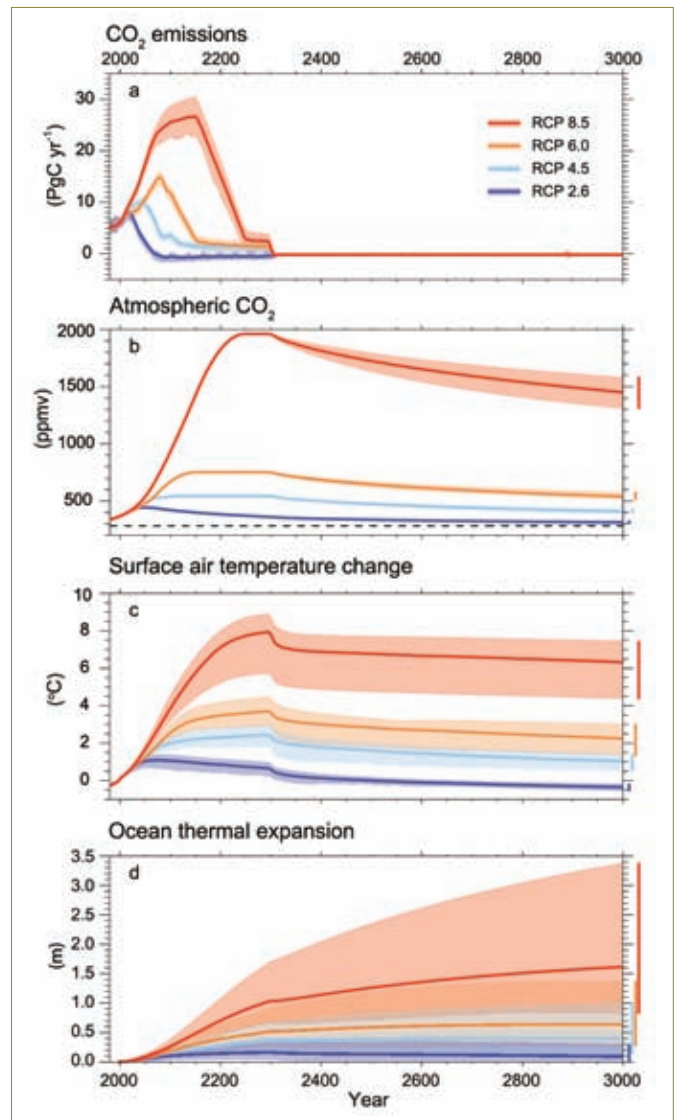 CO₂ emissions
2000 2200 2400 2600 2800 3000
a
30
20
10
0
(PgC yr⁻¹)
RCP 8.5
RCP 6.0
RCP 4.5
RCP 2.6
Atmospheric CO₂
b
2000
1500
1000
500
(ppmv)
Surface air temperature change
c
10
8
6
4
2
0
(°C)
Ocean thermal expansion
d
3.5
3.0
2.5
2.0
1.5
1.0
0.5
0.0
(m)
2000 2200 2400 2600 2800 3000
Year